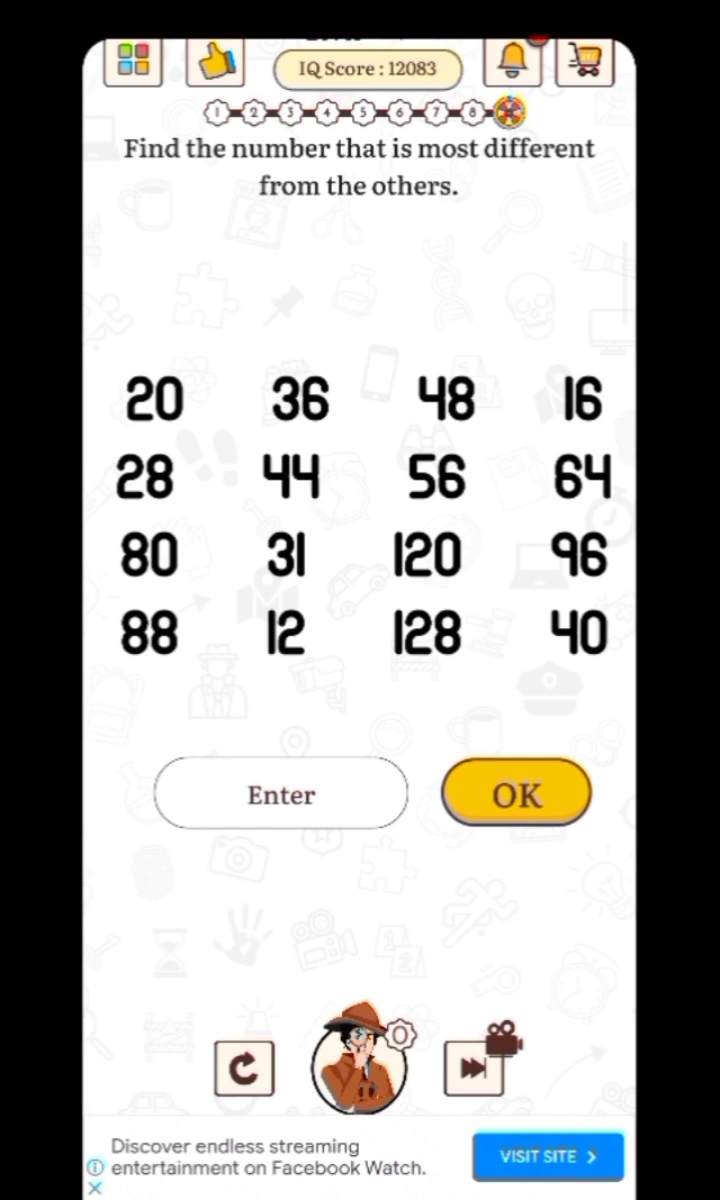 IQ Score : 12083
1 2 3 4 5 6 7 8
Find the number that is most different
from the others.
20 36 48 16
28 44 56 64
80 31 120 96
88 12 128 40
Enter OK
0
Discover endless streaming
entertainment on Facebook Watch.
VISIT SITE >